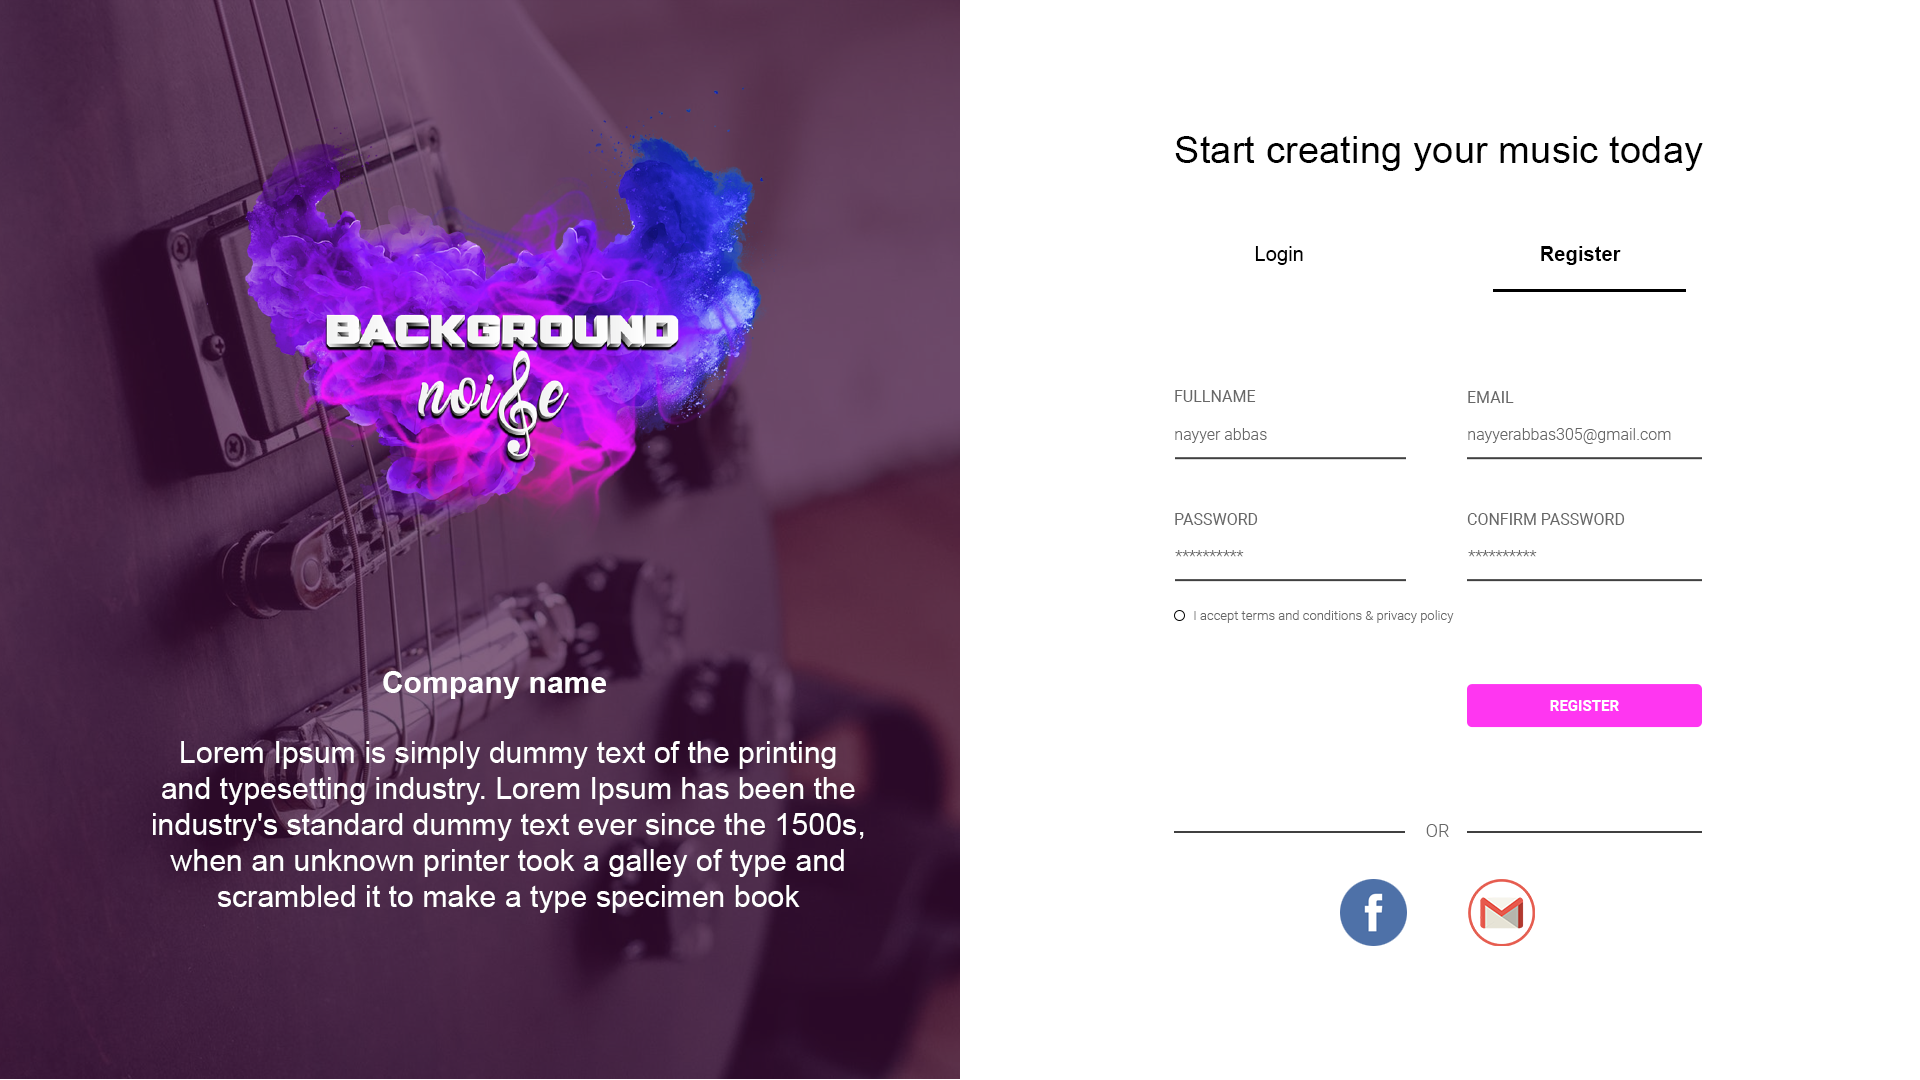 BACKGROUND
noise
Company name
Lorem Ipsum is simply dummy text of the printing
and typesetting industry. Lorem Ipsum has been the
industry's standard dummy text ever since the 1500s,
when an unknown printer took a galley of type and
scrambled it to make a type specimen book
Start creating your music today
Login
Register
FULLNAME
EMAIL
nayyer abbas
nayyerabbas305@gmail.com
PASSWORD
CONFIRM PASSWORD
**********
**********
I accept terms and conditions & privacy policy
REGISTER
OR
f